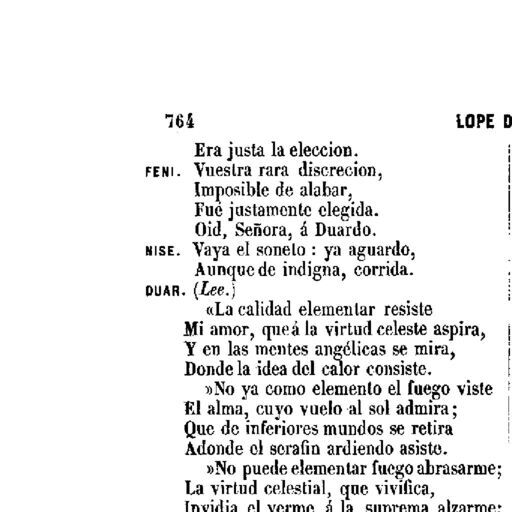 764 LOPE D
Era justa la eleccion.
FENI. Vuestra rara discrecion,
Imposible de alabar,
Fué justamente elegida.
Oid, Señora, á Duardo.
NISE. Vaya el soneto : ya aguardo,
Aunque de indigna, corrida.
DUAR. (Lee.)
«La calidad elementar resiste
Mi amor, que á la virtud celeste aspira,
Y en las mentes angélicas se mira,
Donde la idea del calor consiste.
»No ya como elemento el fuego viste
El alma, cuyo vuelo al sol admira;
Que de inferiores mundos se retira
Adonde el serafin ardiendo asiste.
»No puede elementar fuego abrasarme;
La virtud celestial, que vivifica,
Invidia el verme á la suprema alzarme;